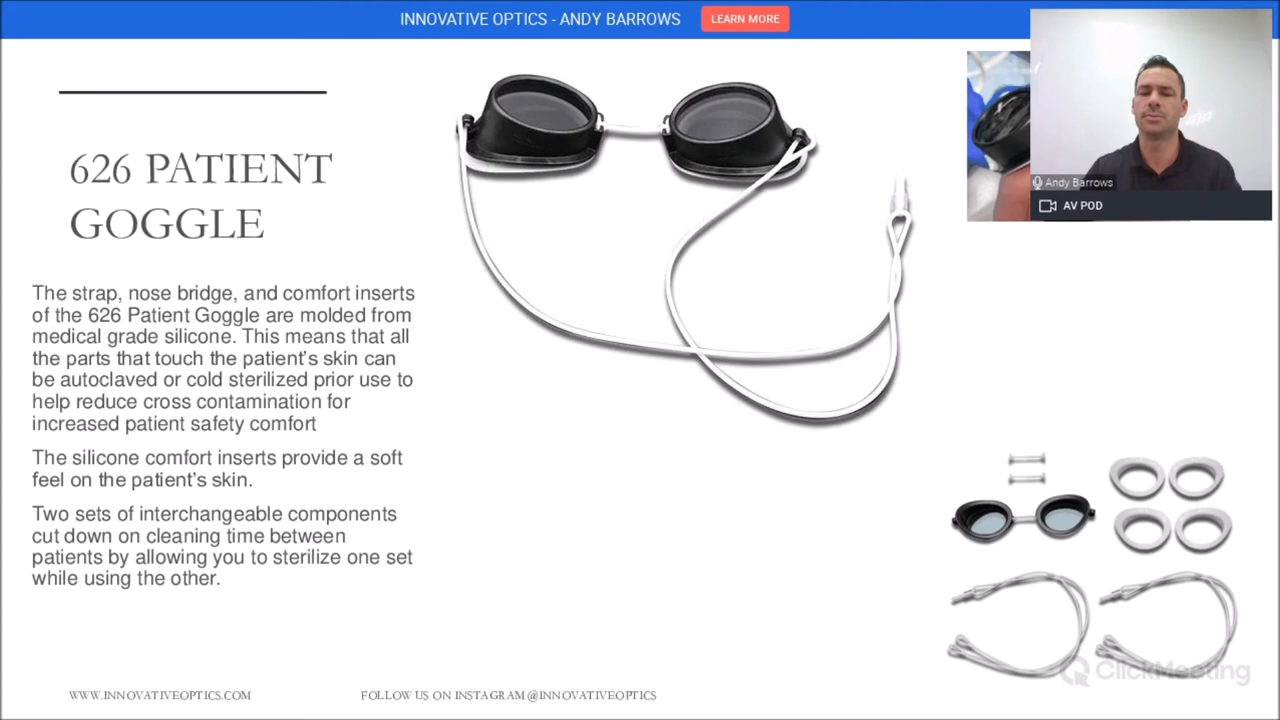 INNOVATIVE OPTICS - ANDY BARROWS
LEARN MORE
626 PATIENT
GOGGLE
The strap, nose bridge, and comfort inserts
of the 626 Patient Goggle are molded from
medical grade silicone. This means that all
the parts that touch the patient's skin can
be autoclaved or cold sterilized prior use to
help reduce cross contamination for
increased patient safety comfort
The silicone comfort inserts provide a soft
feel on the patient's skin.
Two sets of interchangeable components
cut down on cleaning time between
patients by allowing you to sterilize one set
while using the other.
Andy Barrows
AV POD
ClickMeeting
WWW.INNOVATIVEOPTICS.COM
FOLLOW US ON INSTAGRAM @INNOVATIVEOPTICS